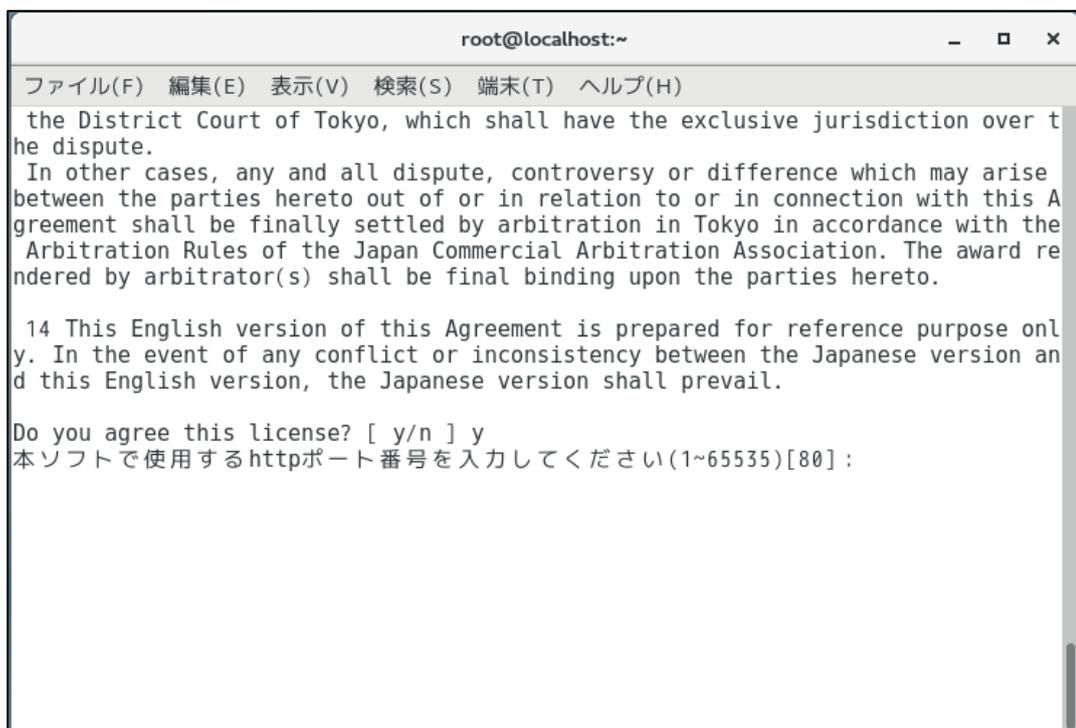 root@localhost:~
ファイル(F) 編集(E) 表示(V) 検索(S) 端末(T) ヘルプ(H)
the District Court of Tokyo, which shall have the exclusive jurisdiction over t
he dispute.
In other cases, any and all dispute, controversy or difference which may arise
between the parties hereto out of or in relation to or in connection with this A
greement shall be finally settled by arbitration in Tokyo in accordance with the
Arbitration Rules of the Japan Commercial Arbitration Association. The award re
ndered by arbitrator(s) shall be final binding upon the parties hereto.
14 This English version of this Agreement is prepared for reference purpose onl
y. In the event of any conflict or inconsistency between the Japanese version an
d this English version, the Japanese version shall prevail.
Do you agree this license? [ y/n ] y
本ソフトで使用するhttpポート番号を入力してください(1~65535)[80]: